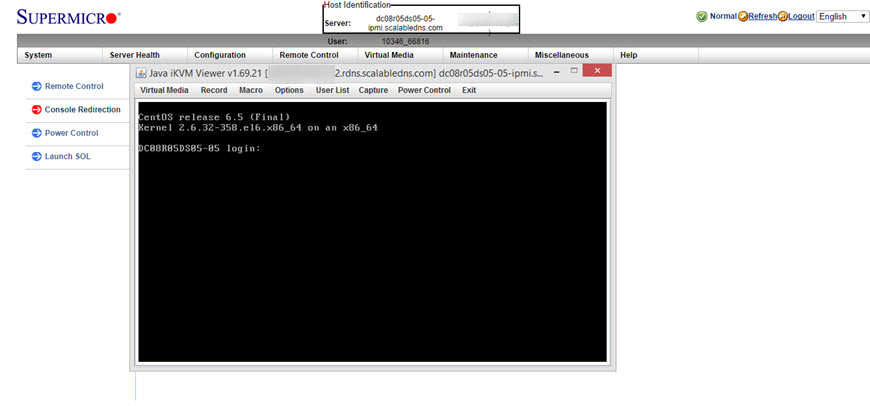 Host Identification
SUPERMICRO
Server:
dc08r05ds05-05-
ipmi.scalabledns.com
Normal Refresh Logout English
User: 10346_66816
System Server Health Configuration Remote Control Virtual Media Maintenance Miscellaneous Help
Java iKVM Viewer v1.69.21 [ 2.rdns.scalabledns.com] dc08r05ds05-05-ipmi.s...
Remote Control
Console Redirection
Power Control
Launch SOL
Virtual Media Record Macro Options User List Capture Power Control Exit
CentOS release 6.5 (Final)
Kernel 2.6.32-358.el6.x86_64 on an x86_64
DC08R05DS05-05 login: